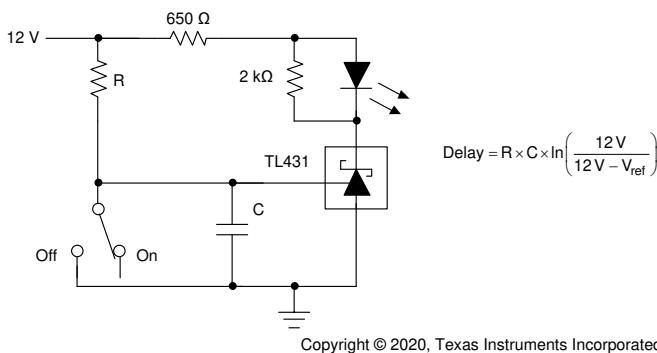 650 Ω
12 V
R
2 kΩ
TL431
Delay = R × C × ln( 12 V / 12 V – Vref )
C
Off
On
Copyright © 2020, Texas Instruments Incorporated